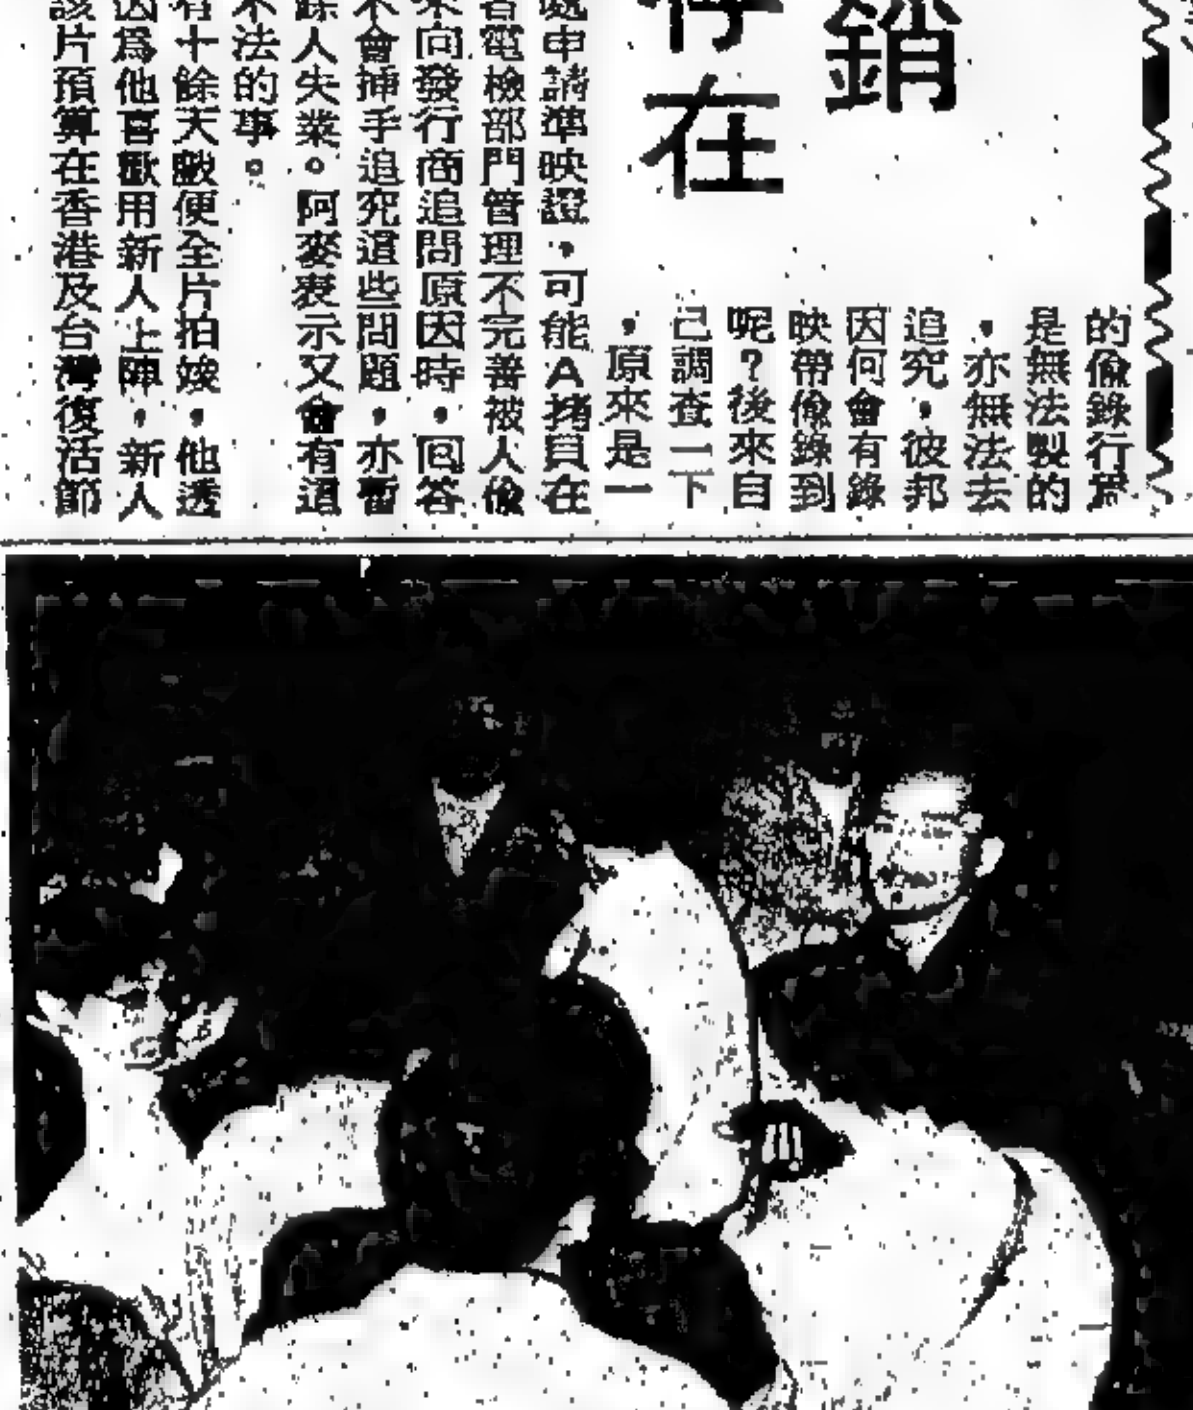 銷
存在
的偸錄行爲
是無法製的
，亦無法去
追究，彼邦
因何會有錄
映帶偸錄到
呢？後來自
己調查一下
，原來是一
處申請準映證，可能A拷貝在
電檢部門管理不完善被人偸
來向發行商追問原因時，回答
不會揷手追究這些問題，亦會
錄人失業。阿麥表示又會有這
不法的事。
有十餘天戲便全片拍竣，他透
因爲他喜歡用新人上陣，新人
該片預算在香港及台灣復活節